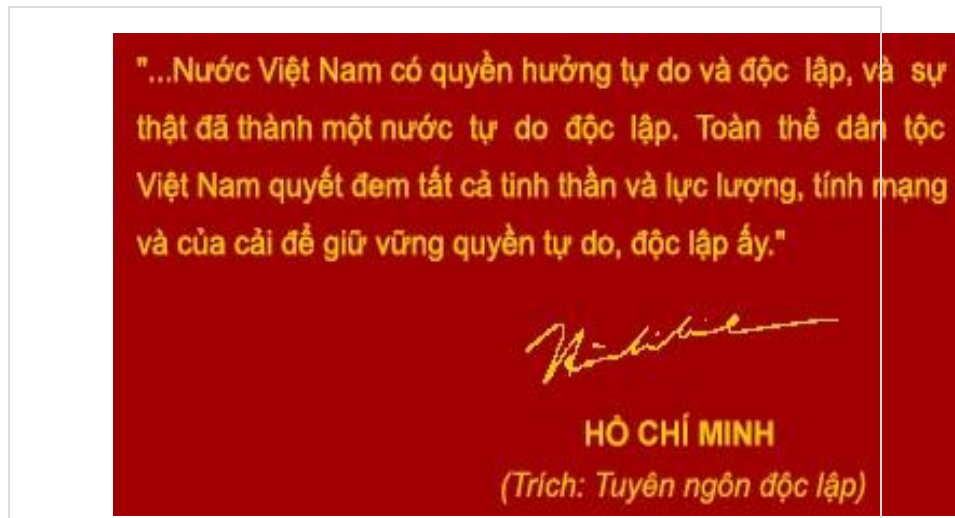 "...Nước Việt Nam có quyền hưởng tự do và độc lập, và sự
thật đã thành một nước tự do độc lập. Toàn thể dân tộc
Việt Nam quyết đem tất cả tinh thần và lực lượng, tính mạng
và của cải để giữ vững quyền tự do, độc lập ấy."
HỒ CHÍ MINH
(Trích: Tuyên ngôn độc lập)